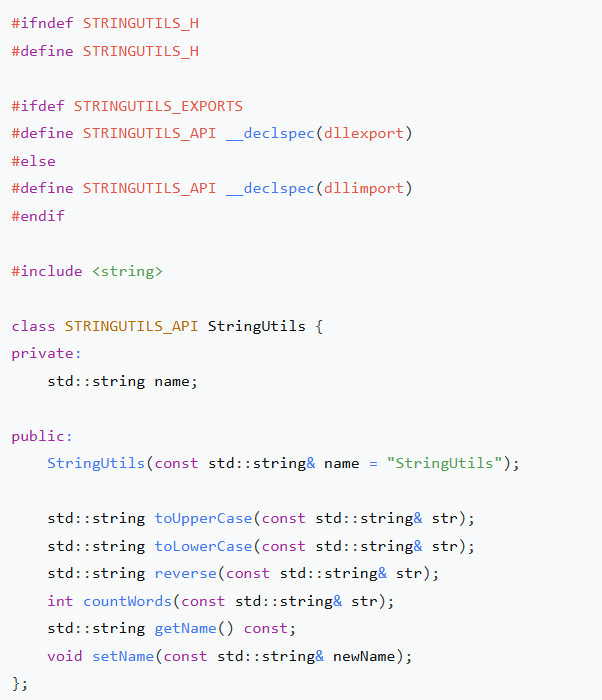 #ifndef STRINGUTILS_H
#define STRINGUTILS_H

#ifdef STRINGUTILS_EXPORTS
#define STRINGUTILS_API __declspec(dllexport)
#else
#define STRINGUTILS_API __declspec(dllimport)
#endif

#include <string>

class STRINGUTILS_API StringUtils {
private:
    std::string name;

public:
    StringUtils(const std::string& name = "StringUtils");

    std::string toUpperCase(const std::string& str);
    std::string toLowerCase(const std::string& str);
    std::string reverse(const std::string& str);
    int countWords(const std::string& str);
    std::string getName() const;
    void setName(const std::string& newName);
};